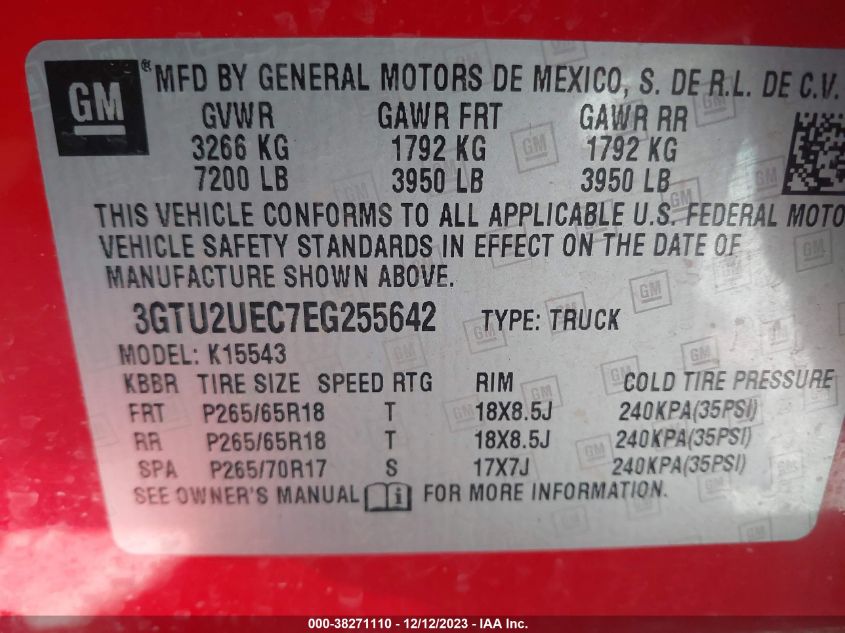 GM ® MFD BY GENERAL MOTORS DE MEXICO, S. DE R.L. DE C.V.
GVWR GAWR FRT GAWR RR
3266 KG 1792 KG 1792 KG
7200 LB 3950 LB 3950 LB
THIS VEHICLE CONFORMS TO ALL APPLICABLE U.S. FEDERAL MOTO
VEHICLE SAFETY STANDARDS IN EFFECT ON THE DATE OF
MANUFACTURE SHOWN ABOVE.
3GTU2UEC7EG255642 TYPE: TRUCK
MODEL: K15543
KBBR TIRE SIZE SPEED RTG RIM COLD TIRE PRESSURE
FRT P265/65R18 T 18X8.5J 240KPA(35PSI)
RR P265/65R18 T 18X8.5J 240KPA(35PSI)
SPA P265/70R17 S 17X7J 240KPA(35PSI)
SEE OWNER'S MANUAL FOR MORE INFORMATION.
000-38271110 - 12/12/2023 - IAA Inc.